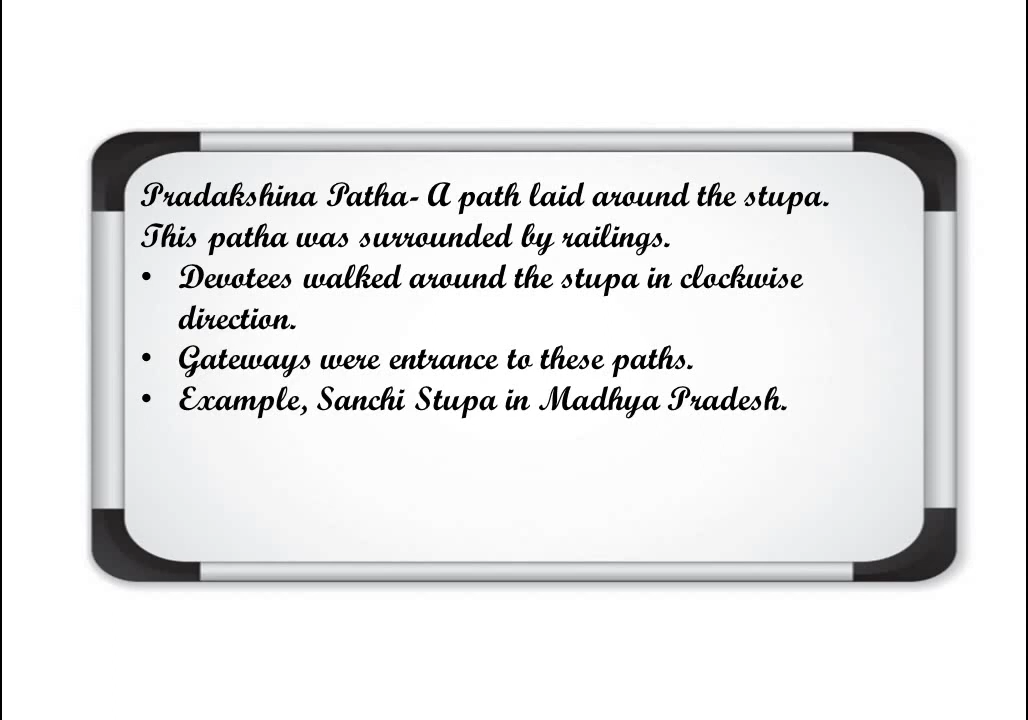 Pradakshina Patha- A path laid around the stupa.
This patha was surrounded by railings.
• Devotees walked around the stupa in clockwise
direction.
• Gateways were entrance to these paths.
• Example, Sanchi Stupa in Madhya Pradesh.